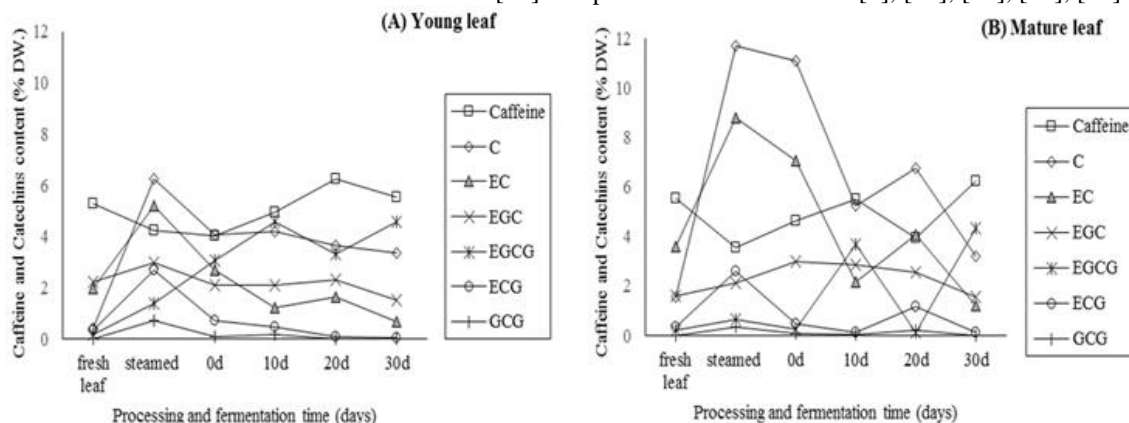 (A) Young leaf
Caffeine and Catechins content (% DW.)
12
10
8
6
4
2
0
fresh leaf steamed 0d 10d 20d 30d
Processing and fermentation time (days)
Caffeine
C
EC
EGC
EGCG
ECG
GCG
(B) Mature leaf
Caffeine and Catechins content (% DW.)
12
10
8
6
4
2
0
fresh leaf steamed 0d 10d 20d 30d
Processing and fermentation time (days)
Caffeine
C
EC
EGC
EGCG
ECG
GCG